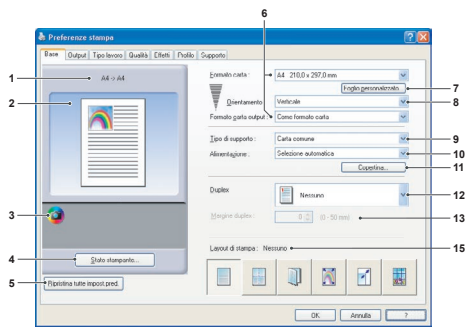 6
Preferenze stampa
Base Output Tipo lavoro Qualità Effetti Profilo Supporto
1
A4 -> A4
Formato carta :
A4 210,0 x 297,0 mm
2
Foglio personalizzato...
7
Orientamento
Verticale
8
Formato carta output
Como formato carta
Tipo di supporto :
Carta comune
9
Alimentazione :
Selezione automatica
10
Copertina...
11
Duplex
Nessuno
12
3
Margine duplex :
0
(0 - 50 mm)
13
4
Stato stampante...
Layout di stampa : Nessuno
15
5
Ripristina tutte impost.pred.
OK Annulla ?